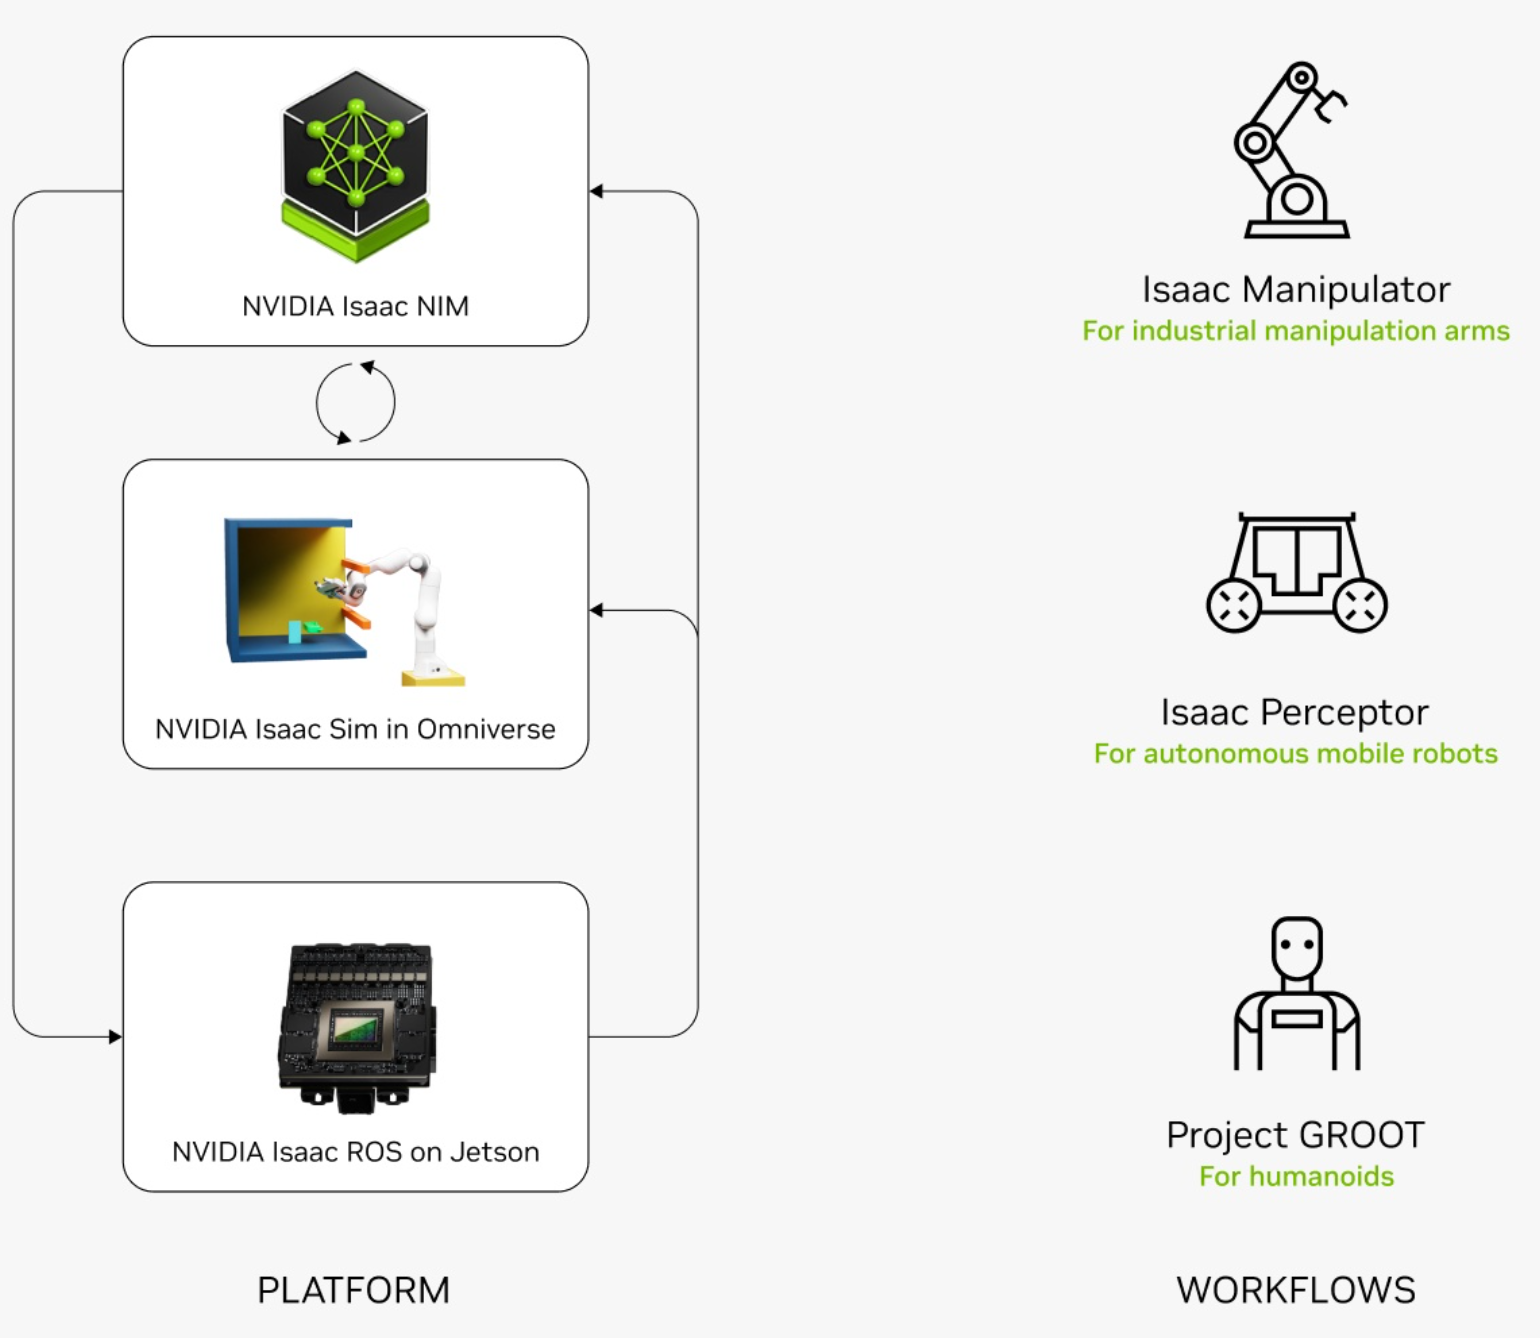 NVIDIA Isaac NIM
NVIDIA Isaac Sim in Omniverse
NVIDIA Isaac ROS on Jetson
PLATFORM
Isaac Manipulator
For industrial manipulation arms
Isaac Perceptor
For autonomous mobile robots
Project GROOT
For humanoids
WORKFLOWS